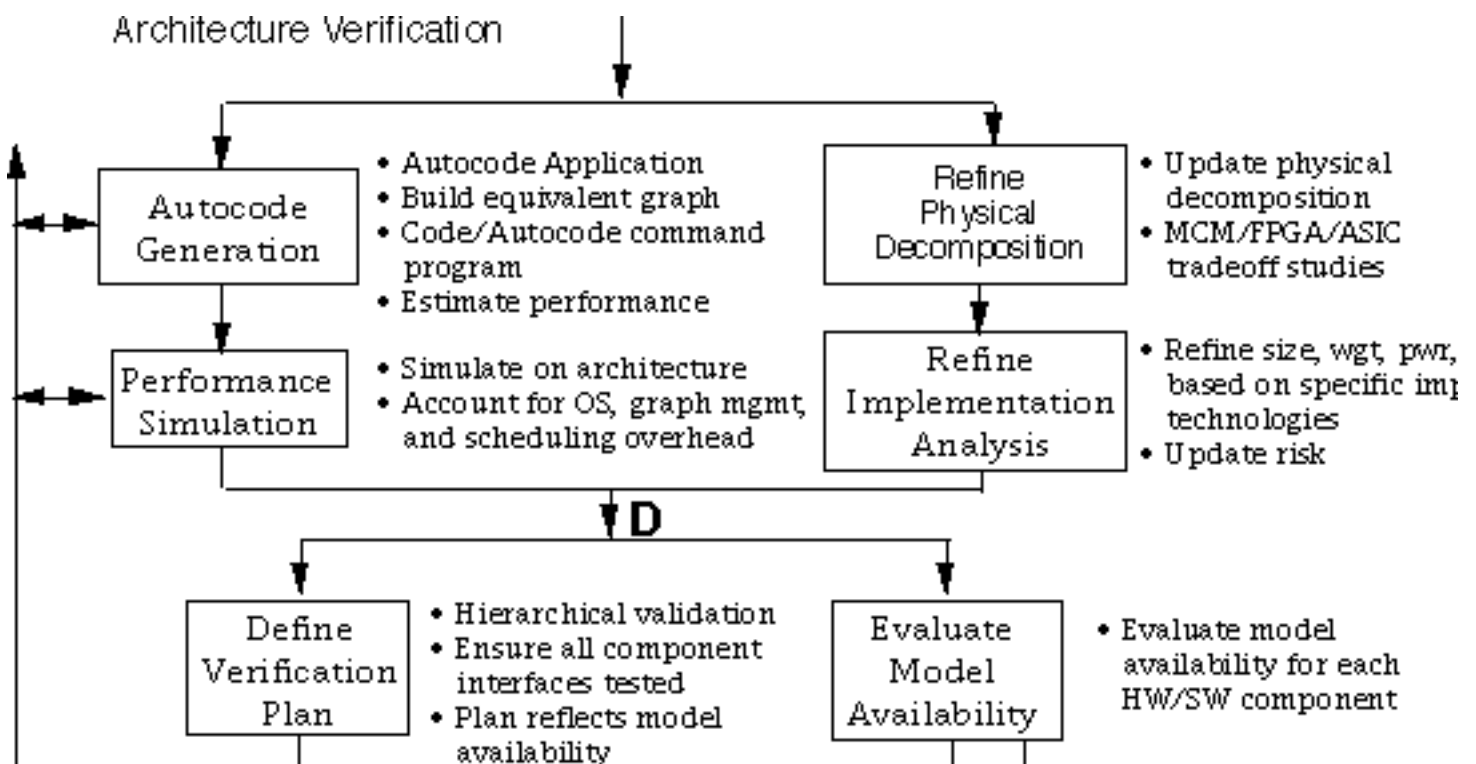 Architecture Verification
Autocode
Generation
• Autocode Application
• Build equivalent graph
• Code/Autocode command
program
• Estimate performance
Refine
Physical
Decomposition
• Update physical
decomposition
• MCM/FPGA/ASIC
tradeoff studies
Performance
Simulation
• Simulate on architecture
• Account for OS, graph mgmt,
and scheduling overhead
Refine
Implementation
Analysis
• Refine size, wgt, pwr,
based on specific imp
technologies
• Update risk
D
Define
Verification
Plan
• Hierarchical validation
• Ensure all component
interfaces tested
• Plan reflects model
availability
Evaluate
Model
Availability
• Evaluate model
availability for each
HW/SW component